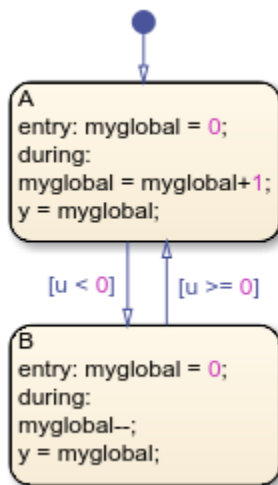 A
entry: myglobal = 0;
during:
myglobal = myglobal+1;
y = myglobal;
[u < 0]
[u >= 0]
B
entry: myglobal = 0;
during:
myglobal--;
y = myglobal;